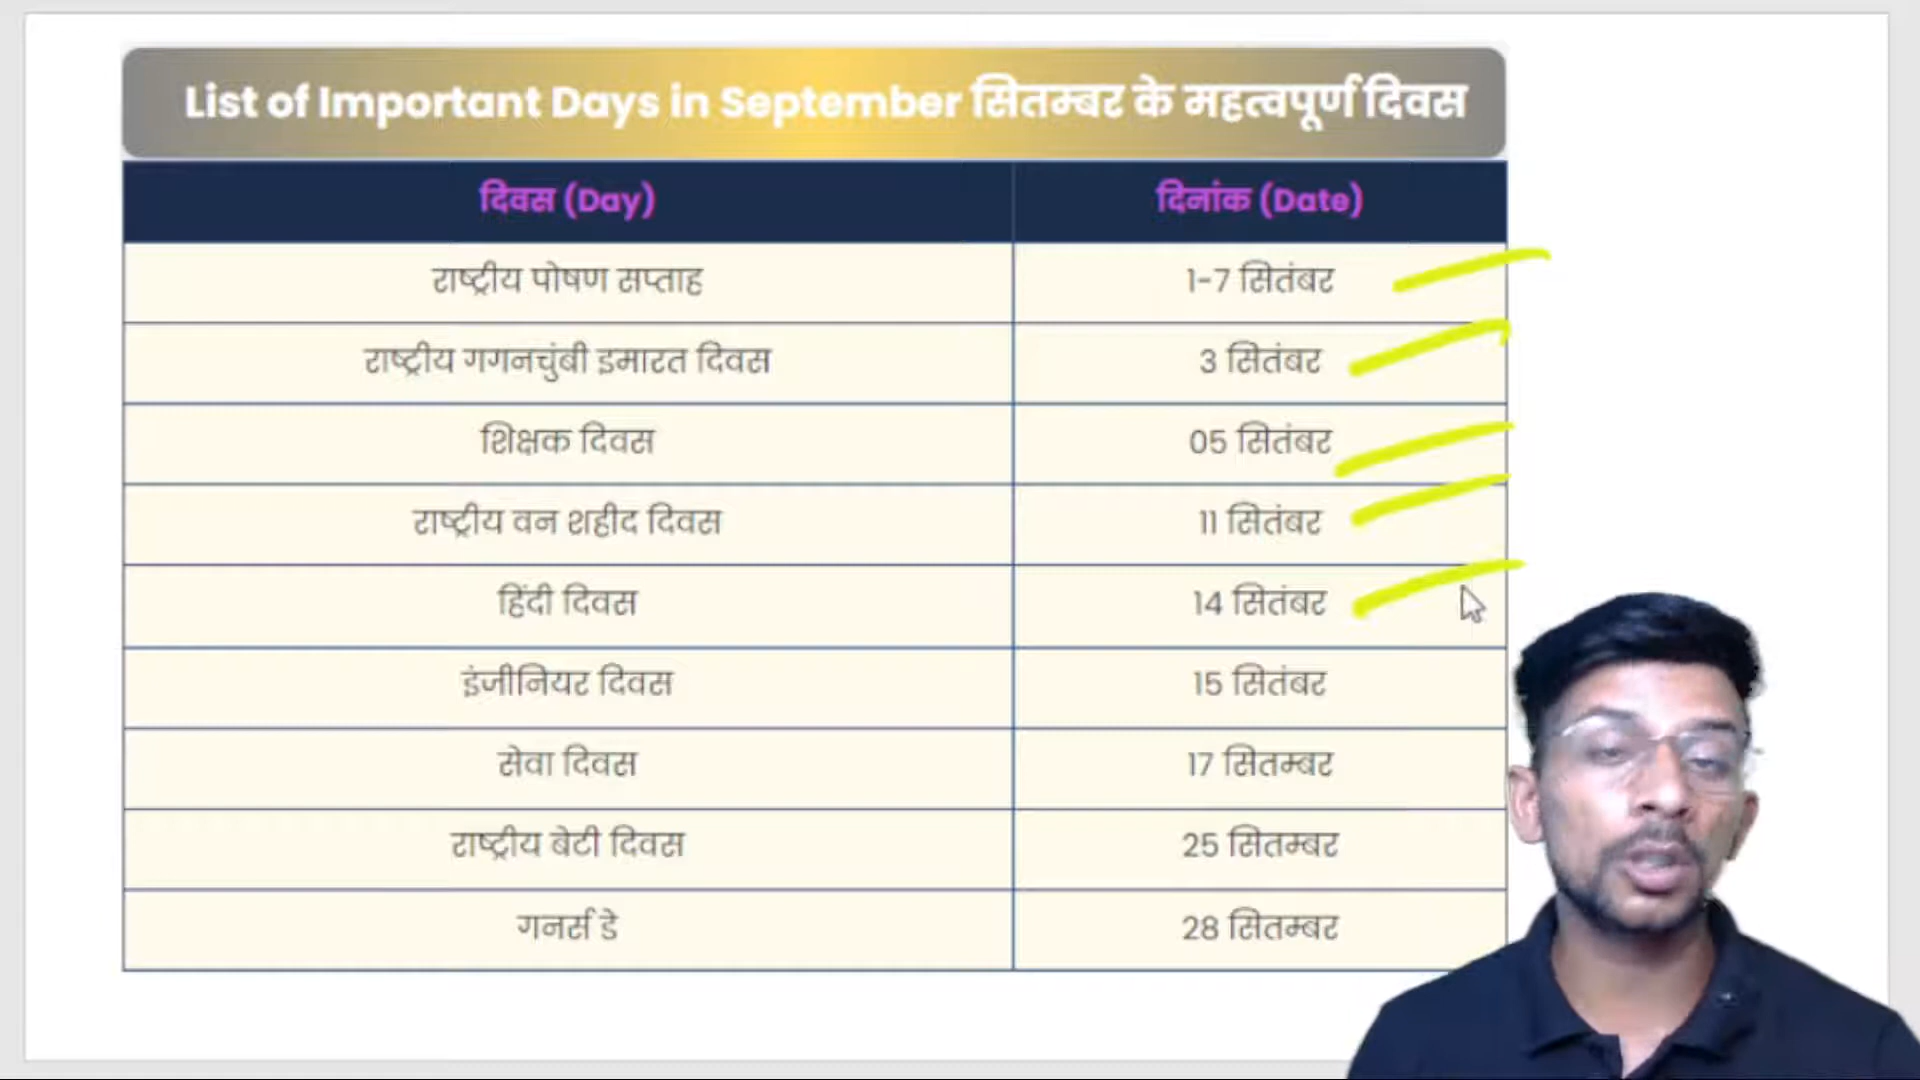 List of Important Days in September सितम्बर के महत्वपूर्ण दिवस
दिवस (Day) दिनांक (Date)
राष्ट्रीय पोषण सप्ताह 1-7 सितंबर
राष्ट्रीय गगनचुंबी इमारत दिवस 3 सितंबर
शिक्षक दिवस 05 सितंबर
राष्ट्रीय वन शहीद दिवस 11 सितंबर
हिंदी दिवस 14 सितंबर
इंजीनियर दिवस 15 सितंबर
सेवा दिवस 17 सितम्बर
राष्ट्रीय बेटी दिवस 25 सितम्बर
गनर्स डे 28 सितम्बर